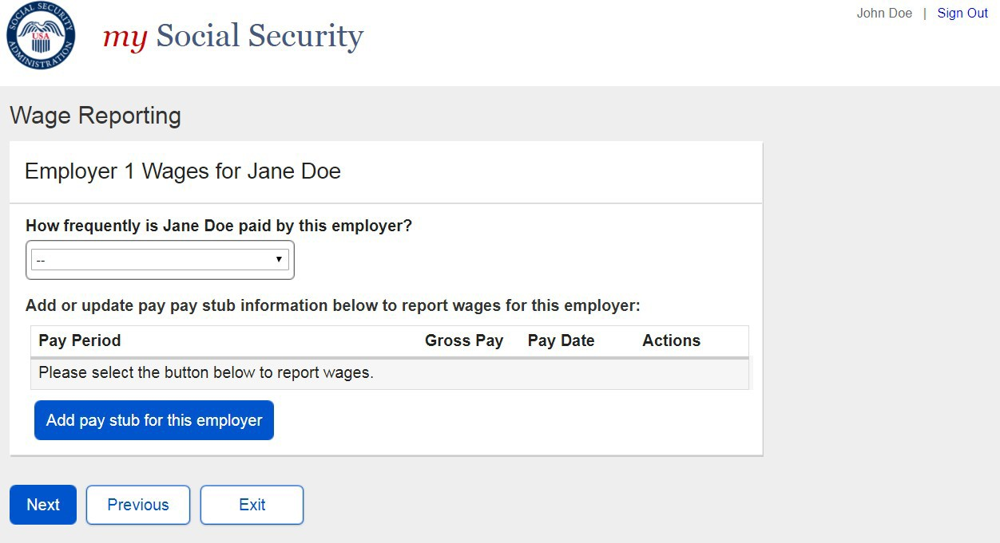 SOCIAL SECURITY ADMINISTRATION
USA
my Social Security
John Doe | Sign Out
Wage Reporting
Employer 1 Wages for Jane Doe
How frequently is Jane Doe paid by this employer?
--
Add or update pay pay stub information below to report wages for this employer:
Pay Period Gross Pay Pay Date Actions
Please select the button below to report wages.
Add pay stub for this employer
Next Previous Exit